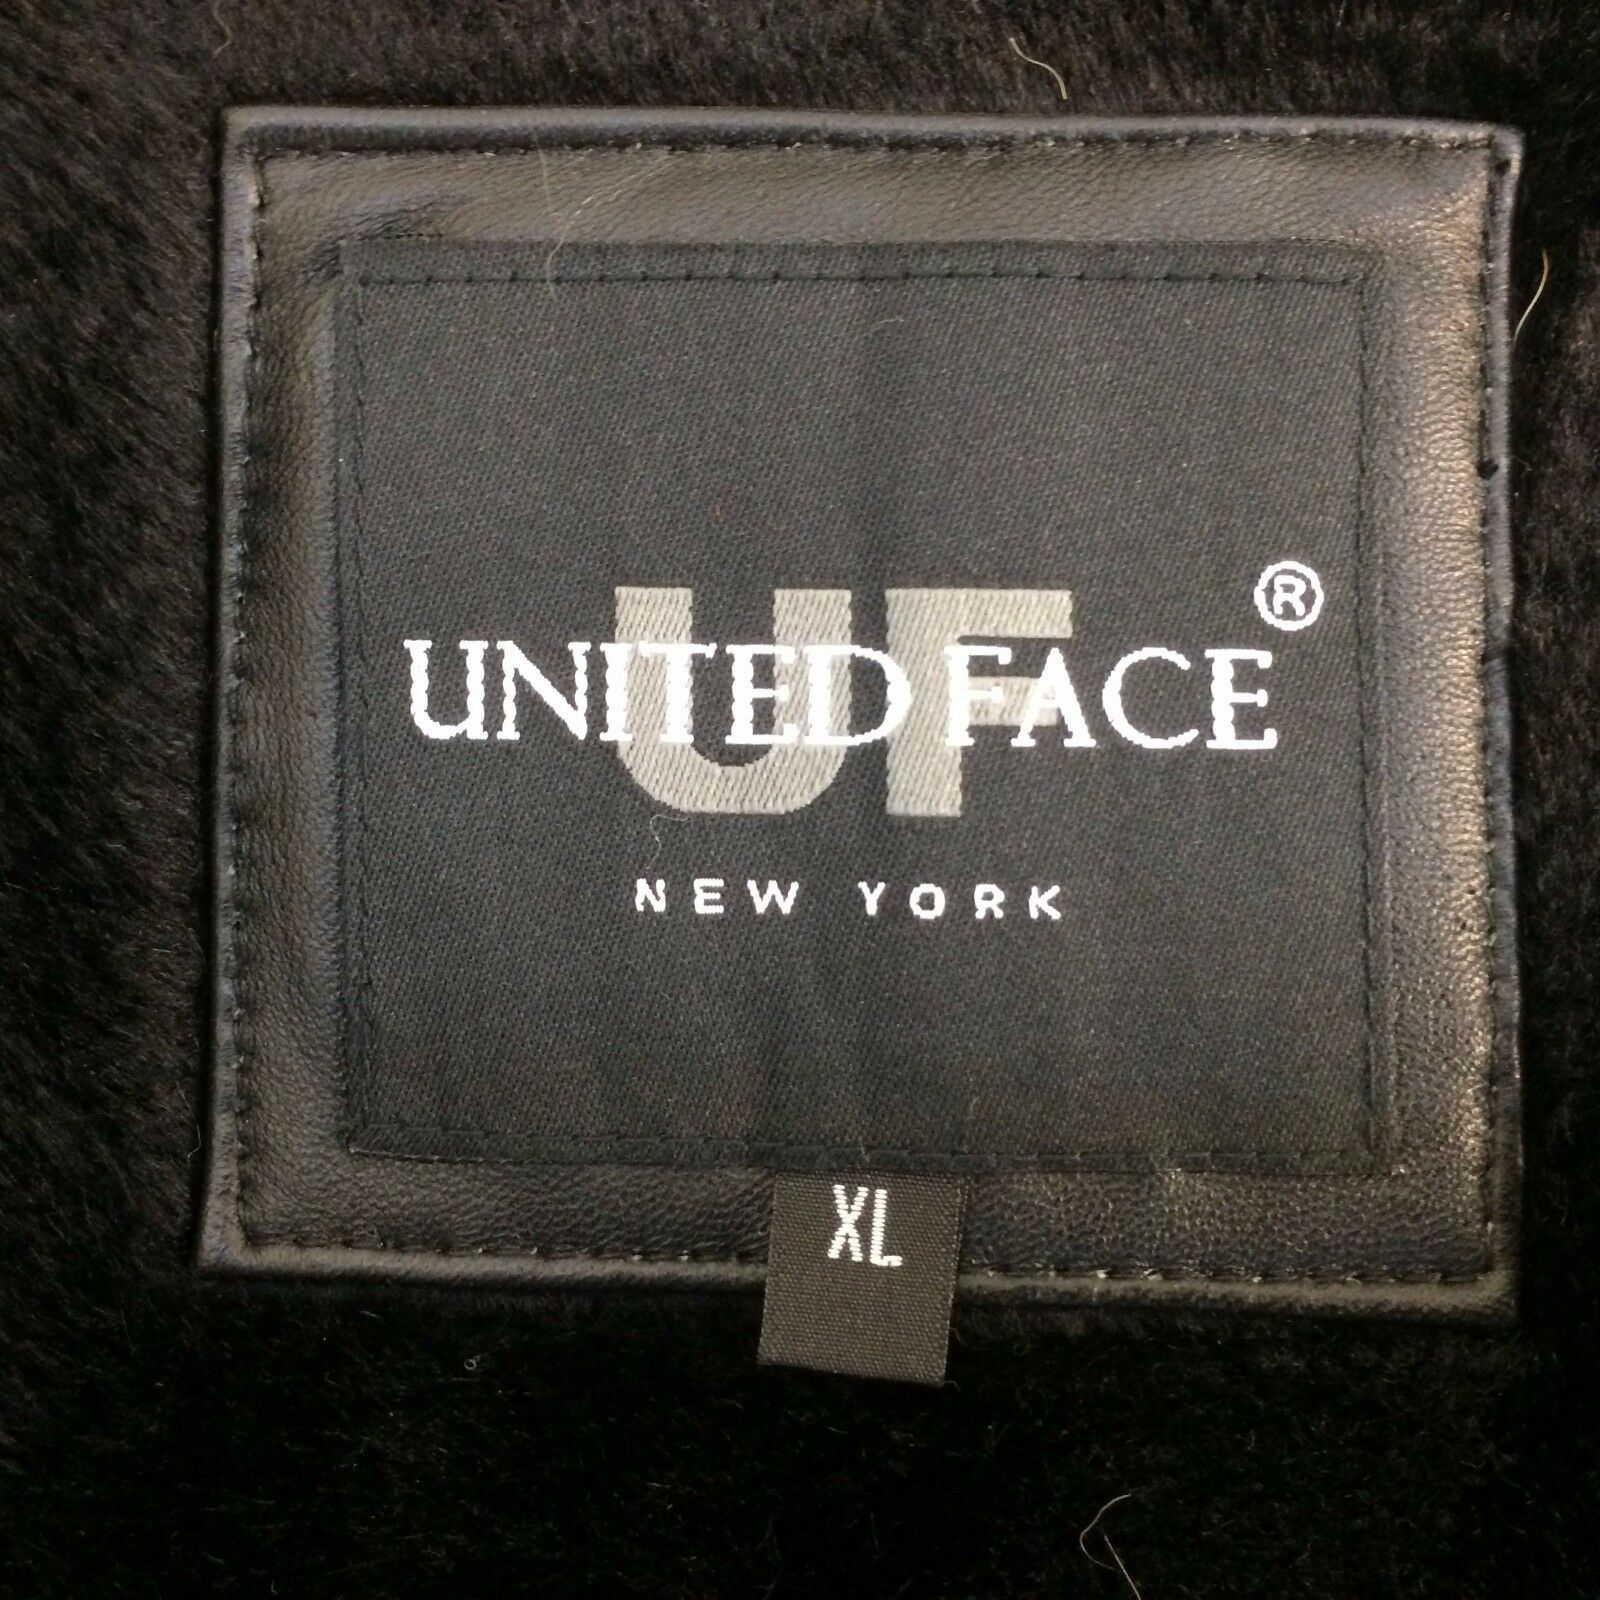 UF
UNITED FACE®
NEW YORK
XL